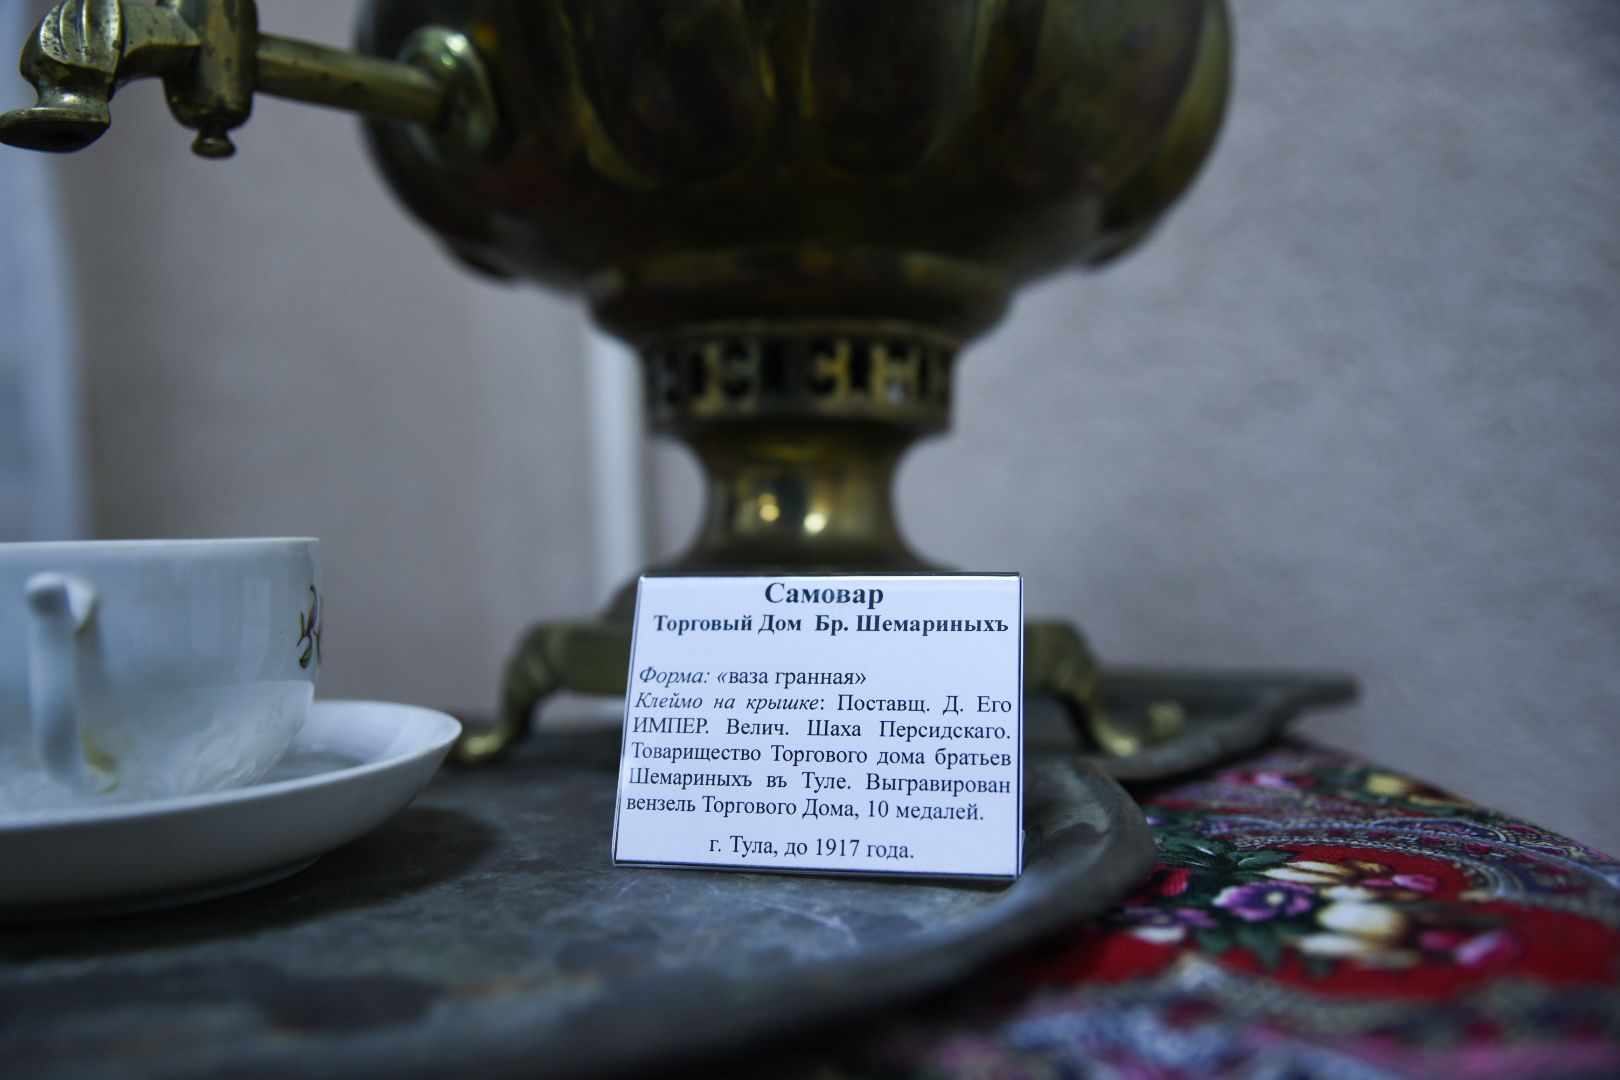 Самовар
Торговый Дом Бр. Шемариныхъ
Форма: «ваза гранная»
Клеймо на крышке: Поставщ. Д. Его
ИМПЕР. Велич. Шаха Персидскаго.
Товарищество Торгового дома братьев
Шемариныхъ въ Туле. Выгравирован
вензель Торгового Дома, 10 медалей.
г. Тула, до 1917 года.